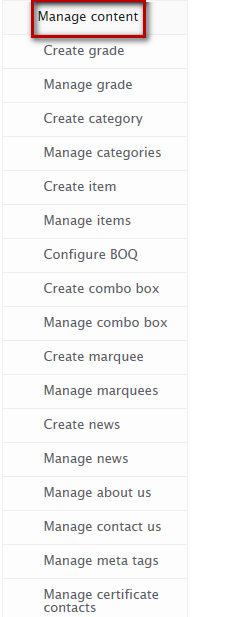 Manage content
Create grade
Manage grade
Create category
Manage categories
Create item
Manage items
Configure BOQ
Create combo box
Manage combo box
Create marquee
Manage marquees
Create news
Manage news
Manage about us
Manage contact us
Manage meta tags
Manage certificate
contacts